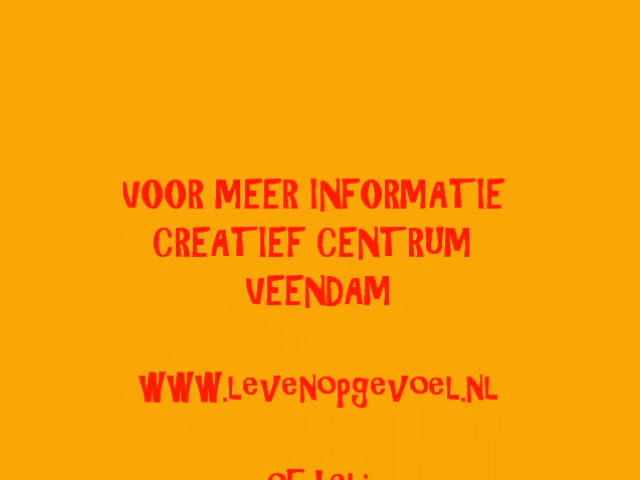 VOOR MEER INFORMATIE
CREATIEF CENTRUM
VEENDAM
WWW.LEVENOPGEVOEL.NL